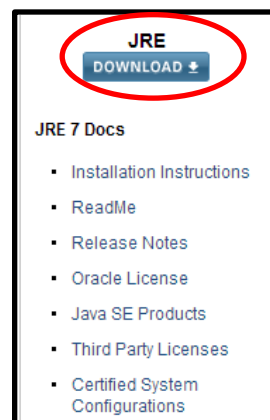 JRE
DOWNLOAD
JRE 7 Docs
Installation Instructions
ReadMe
Release Notes
Oracle License
Java SE Products
Third Party Licenses
Certified System
Configurations